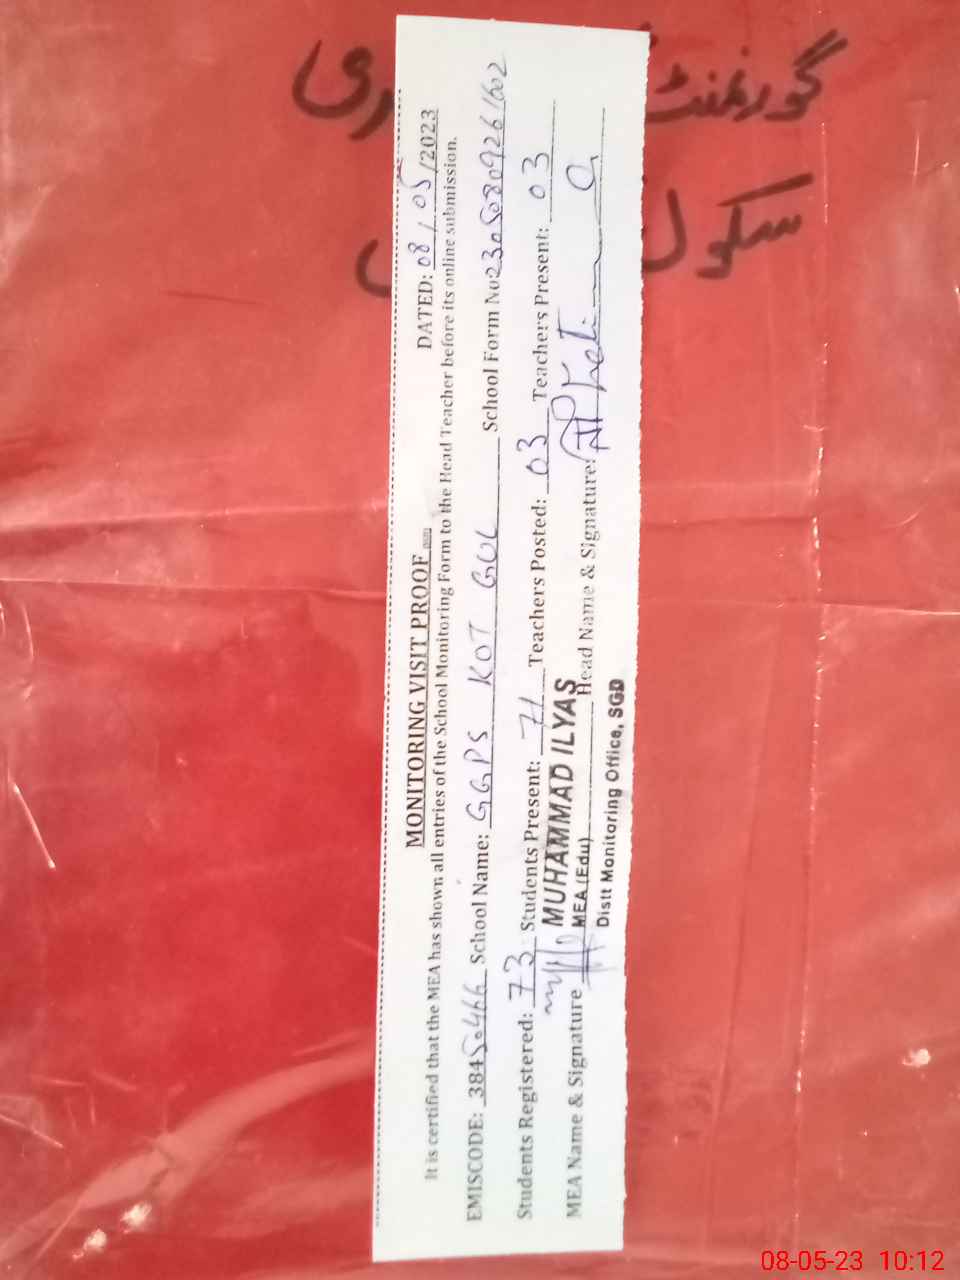 گورنمنٹ
سکول
MONITORING VISIT PROOF
DATED: 08/05/2023
It is certified that the MEA has shown all entries of the School Monitoring Form to the Head Teacher before its online submission.
EMISCODE: 38450466 School Name: GGPS KOT GUL School Form No 23050809261602
Students Registered: 73 Students Present: 71 Teachers Posted: 03 Teachers Present: 03
MUHAMMAD ILYAS
MEA Name & Signature MEA (Edu) Head Name & Signature:
Distt Monitoring Office, SGD
08-05-23 10:12